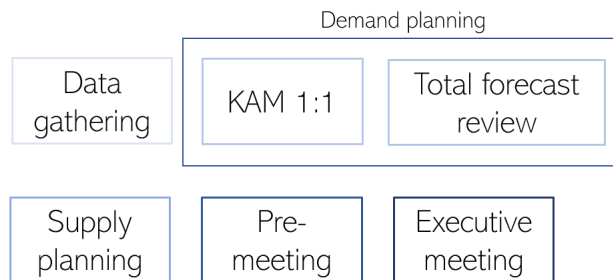 Demand planning
Data
gathering
KAM 1:1
Total forecast
review
Supply
planning
Pre-
meeting
Executive
meeting